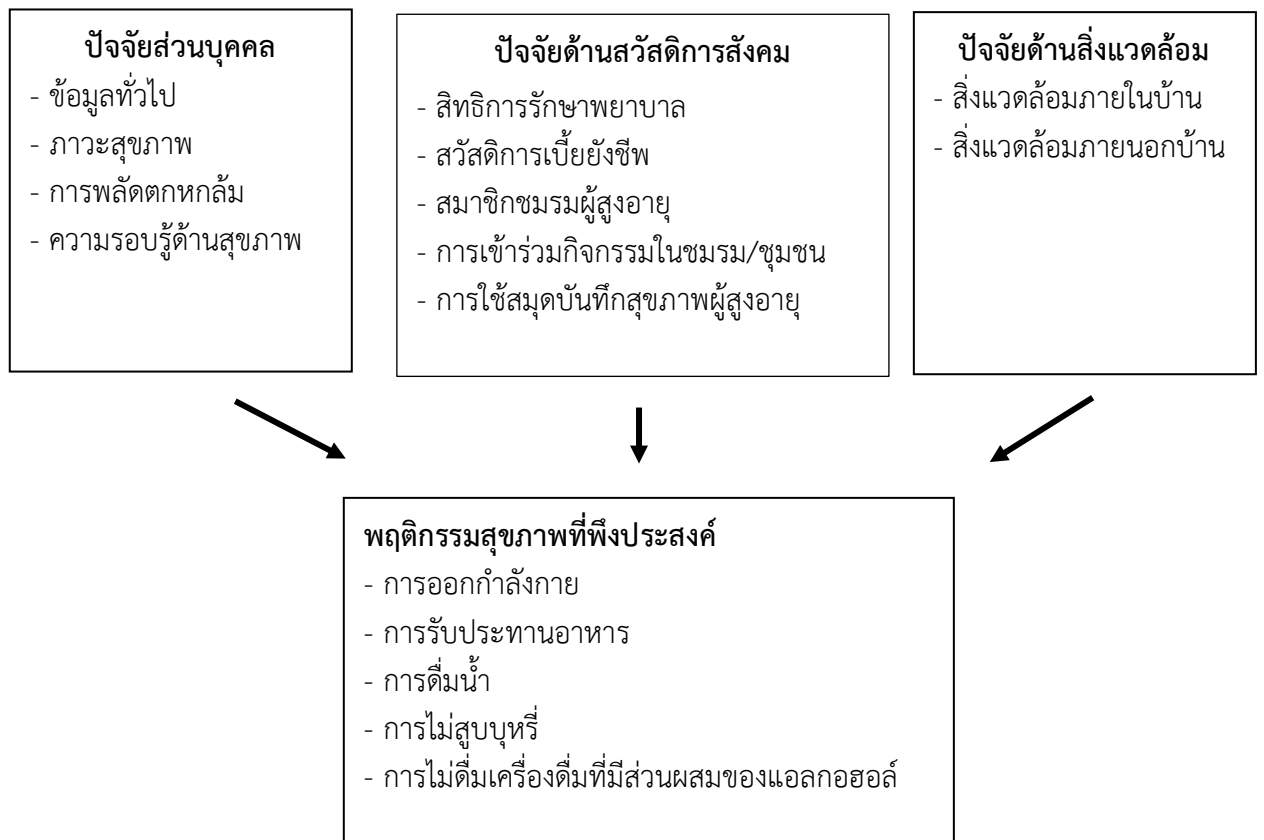 ปัจจัยส่วนบุคคล
- ข้อมูลทั่วไป
- ภาวะสุขภาพ
- การพลัดตกหกล้ม
- ความรอบรู้ด้านสุขภาพ
ปัจจัยด้านสวัสดิการสังคม
- สิทธิการรักษาพยาบาล
- สวัสดิการเบี้ยยังชีพ
- สมาชิกชมรมผู้สูงอายุ
- การเข้าร่วมกิจกรรมในชมรม/ชุมชน
- การใช้สมุดบันทึกสุขภาพผู้สูงอายุ
ปัจจัยด้านสิ่งแวดล้อม
- สิ่งแวดล้อมภายในบ้าน
- สิ่งแวดล้อมภายนอกบ้าน
พฤติกรรมสุขภาพที่พึงประสงค์
- การออกกำลังกาย
- การรับประทานอาหาร
- การดื่มน้ำ
- การไม่สูบบุหรี่
- การไม่ดื่มเครื่องดื่มที่มีส่วนผสมของแอลกอฮอล์